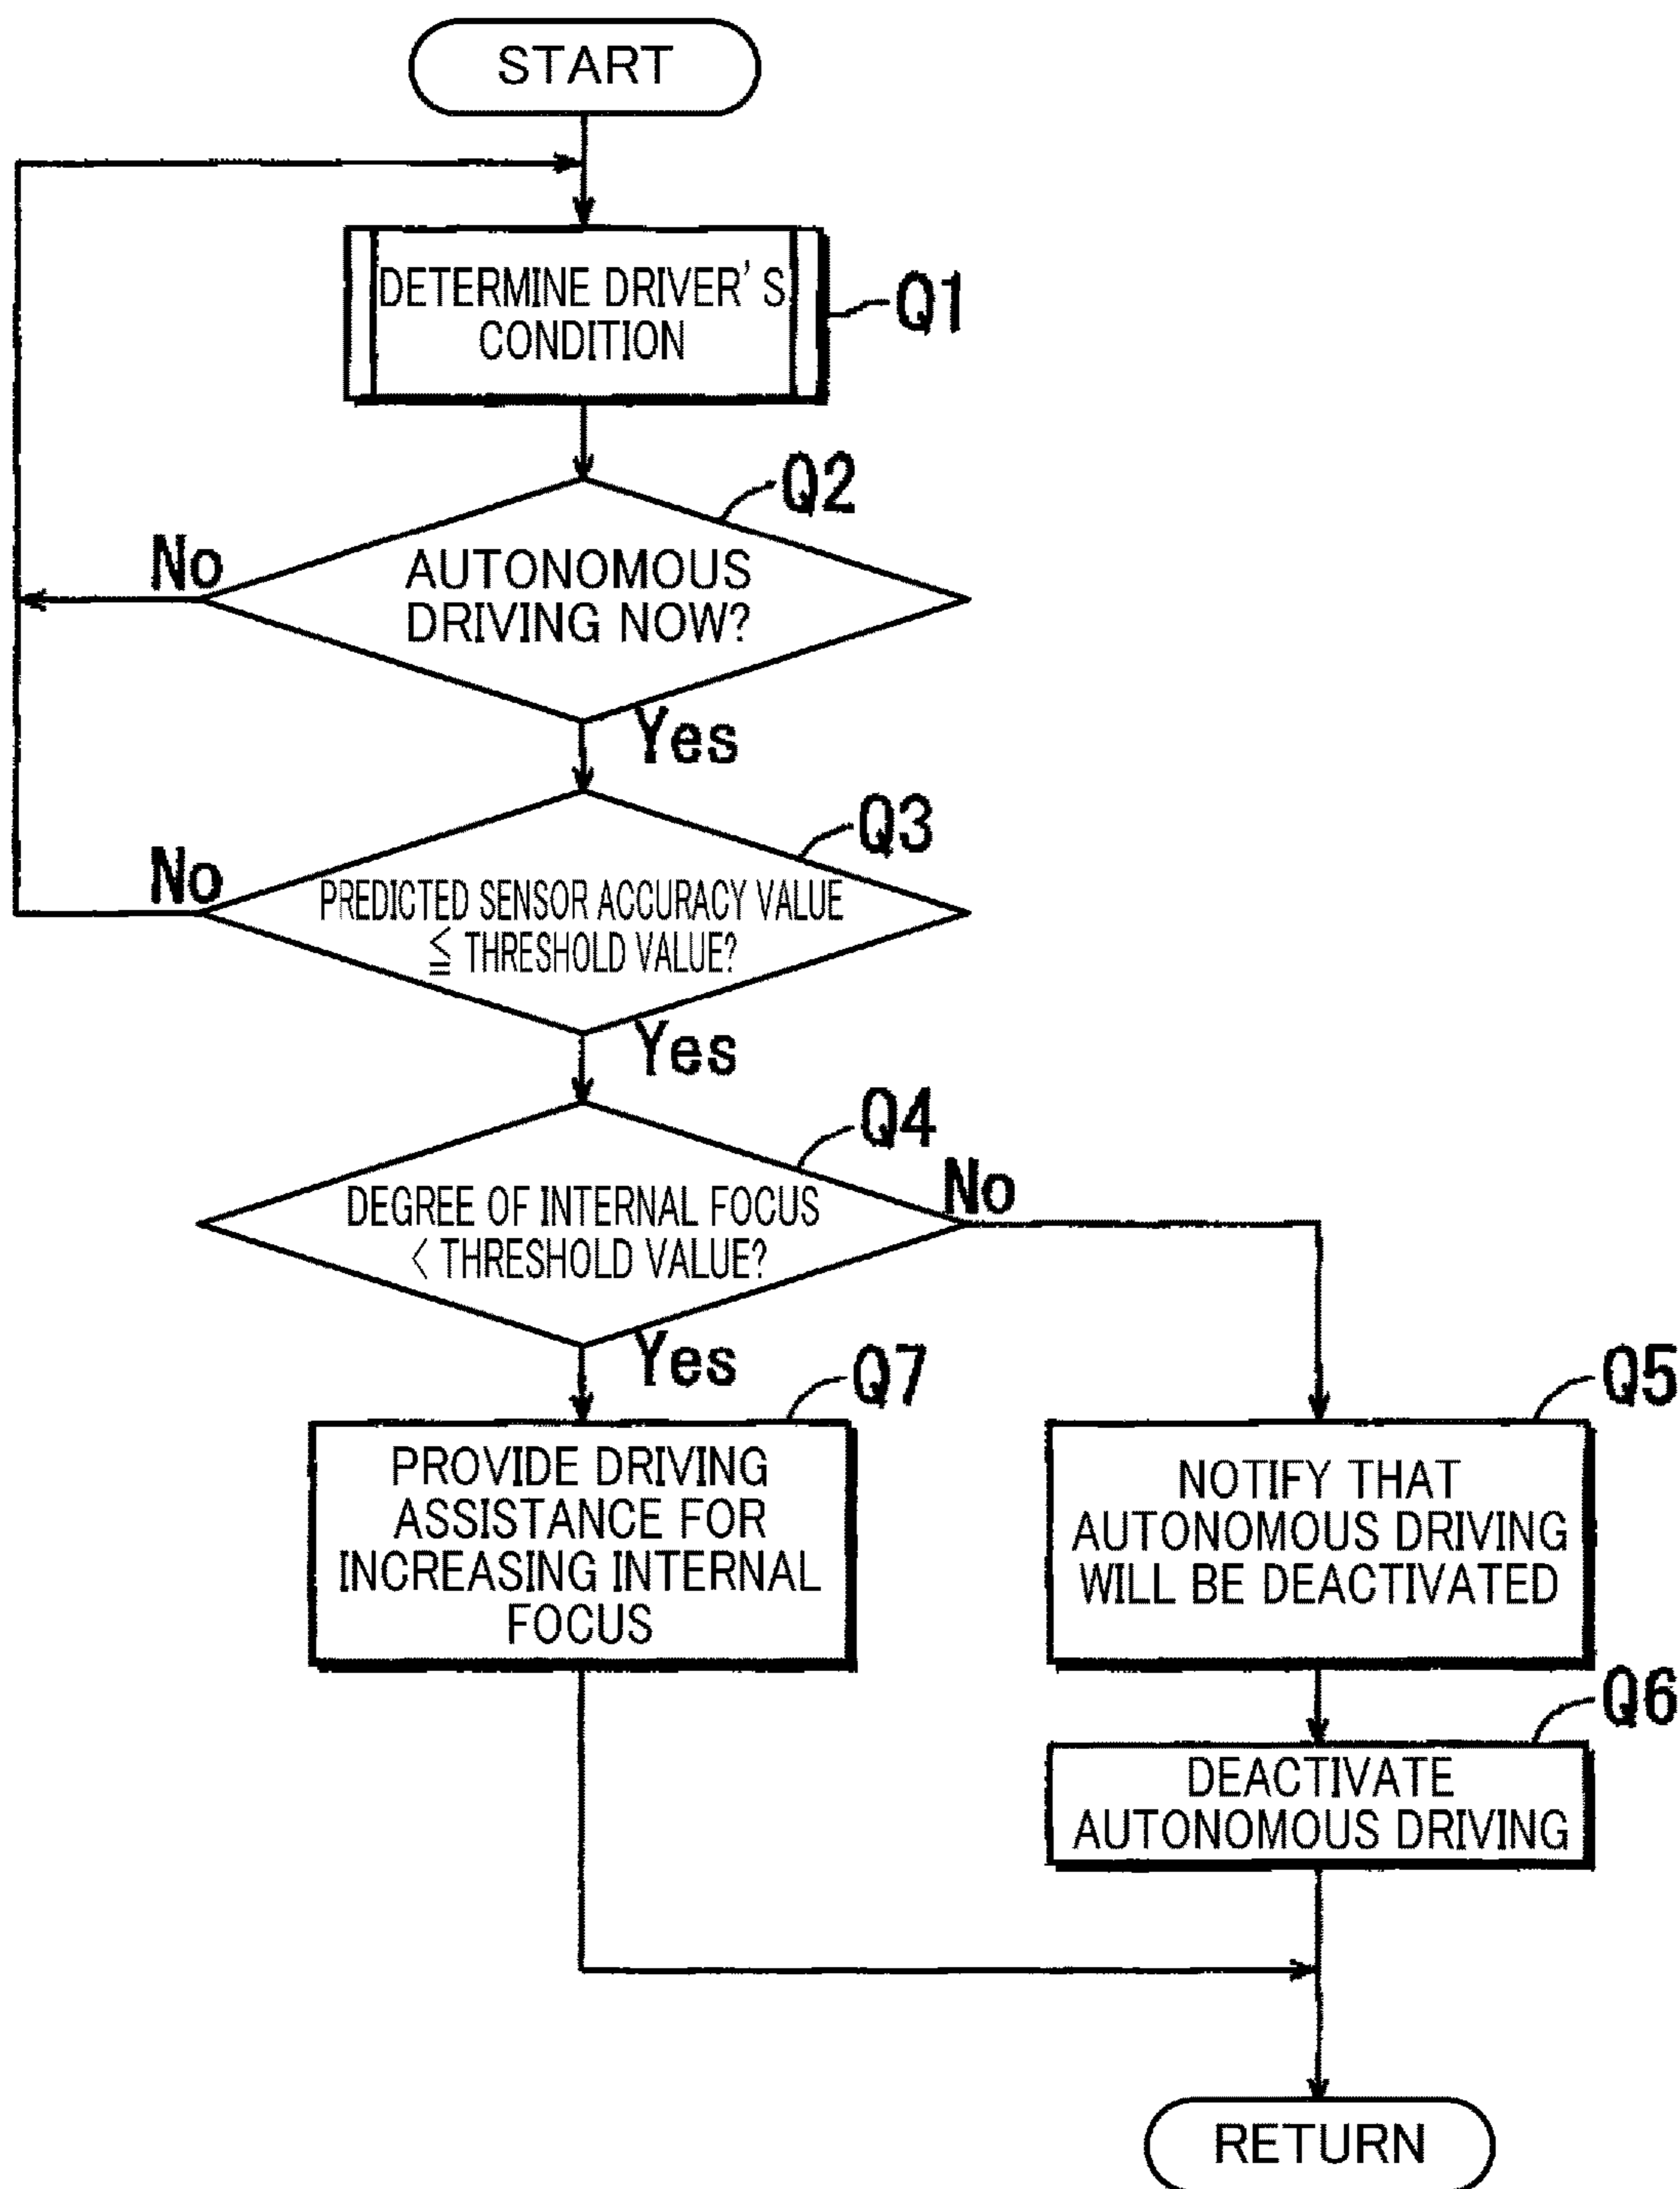 START
DETERMINE DRIVER'S
CONDITION
Q1
Q2
No
AUTONOMOUS
DRIVING NOW?
Yes
Q3
No
PREDICTED SENSOR ACCURACY VALUE
≦ THRESHOLD VALUE?
Yes
Q4
No
DEGREE OF INTERNAL FOCUS
< THRESHOLD VALUE?
Yes
Q7
PROVIDE DRIVING
ASSISTANCE FOR
INCREASING INTERNAL
FOCUS
Q5
NOTIFY THAT
AUTONOMOUS DRIVING
WILL BE DEACTIVATED
Q6
DEACTIVATE
AUTONOMOUS DRIVING
RETURN